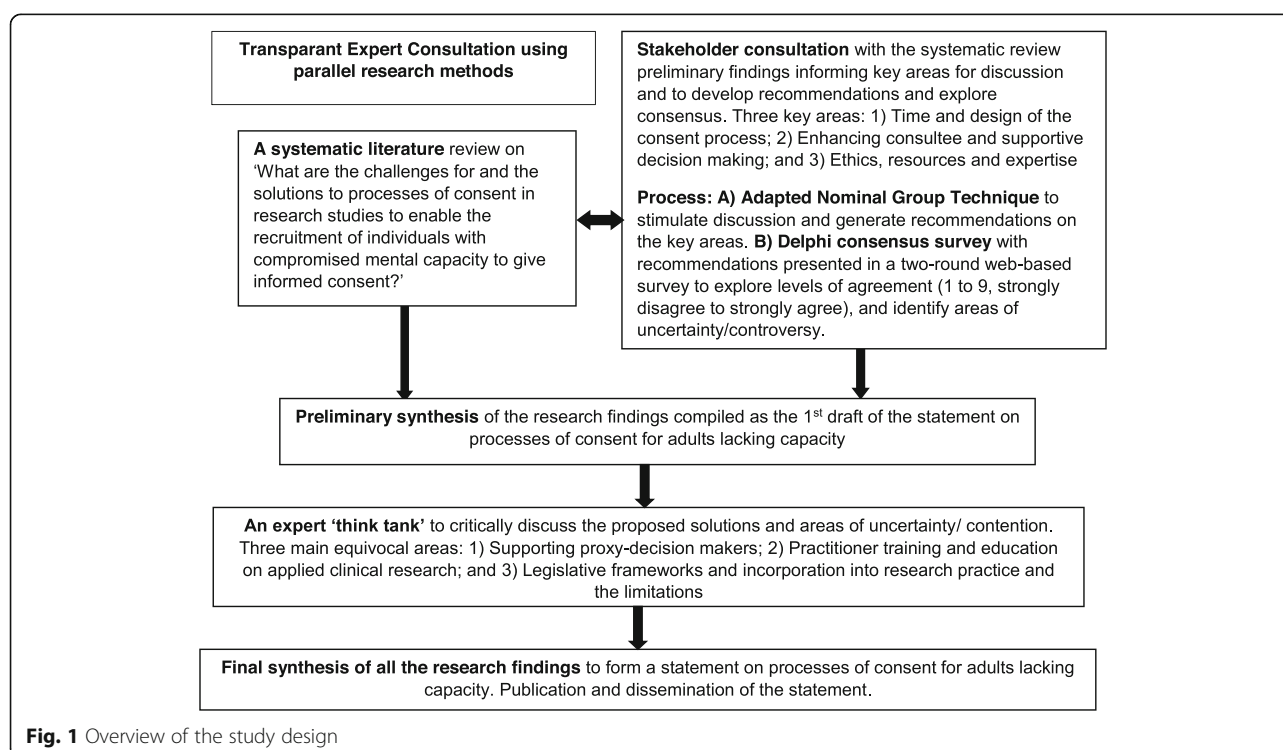 Transparant Expert Consultation using
parallel research methods
Stakeholder consultation with the systematic review
preliminary findings informing key areas for discussion
and to develop recommendations and explore
consensus. Three key areas: 1) Time and design of the
consent process; 2) Enhancing consultee and supportive
decision making; and 3) Ethics, resources and expertise
Process: A) Adapted Nominal Group Technique to
stimulate discussion and generate recommendations on
the key areas. B) Delphi consensus survey with
recommendations presented in a two-round web-based
survey to explore levels of agreement (1 to 9, strongly
disagree to strongly agree), and identify areas of
uncertainty/controversy.
A systematic literature review on
‘What are the challenges for and the
solutions to processes of consent in
research studies to enable the
recruitment of individuals with
compromised mental capacity to give
informed consent?’
Preliminary synthesis of the research findings compiled as the 1st draft of the statement on
processes of consent for adults lacking capacity
An expert ‘think tank’ to critically discuss the proposed solutions and areas of uncertainty/ contention.
Three main equivocal areas: 1) Supporting proxy-decision makers; 2) Practitioner training and education
on applied clinical research; and 3) Legislative frameworks and incorporation into research practice and
the limitations
Final synthesis of all the research findings to form a statement on processes of consent for adults lacking
capacity. Publication and dissemination of the statement.
Fig. 1 Overview of the study design